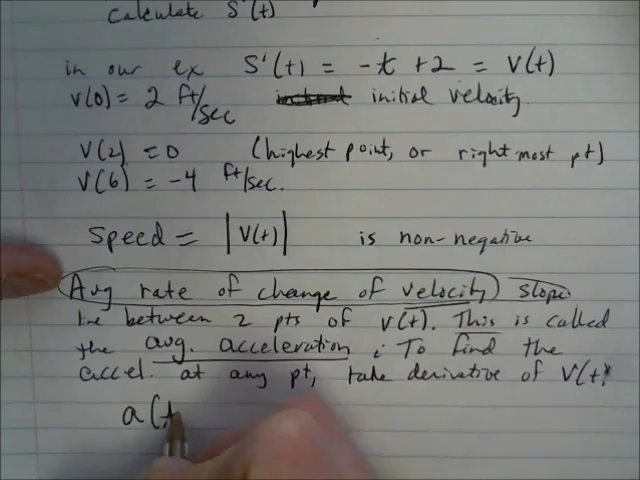 calculate S'(t)
in our ex S'(t) = -t + 2 = V(t)
V(0) = 2 ft/sec initial velocity.
V(2) = 0 (highest point, or right-most pt)
V(6) = -4 ft/sec.
Speed = |V(t)| is non-negative
Avg rate of change of velocity) slope
line between 2 pts of V(t). This is called
the avg. acceleration ; To find the
accel. at any pt, take derivative of V(t).
a(t